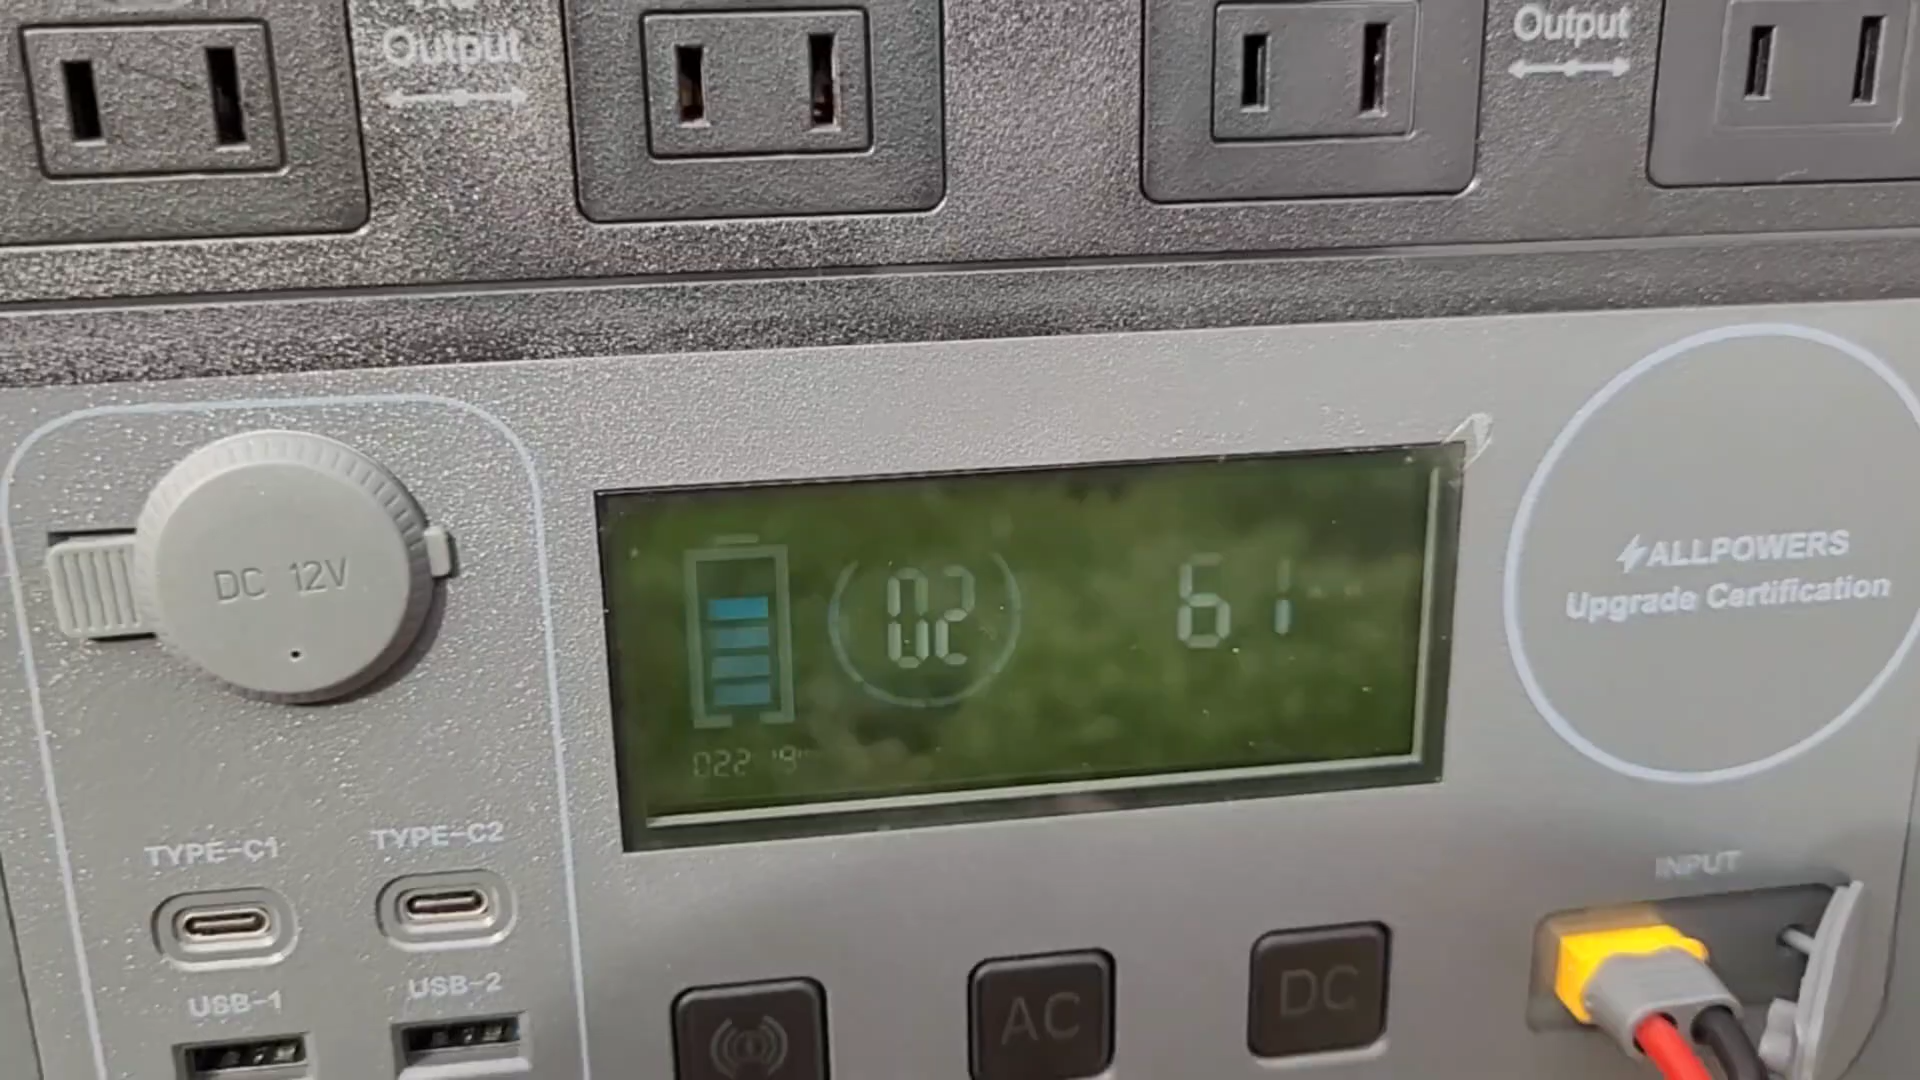 Output
Output
DC 12V
02
61
022
ALLPOWERS
Upgrade Certification
TYPE-C1
TYPE-C2
INPUT
USB-1
USB-2
AC
DC